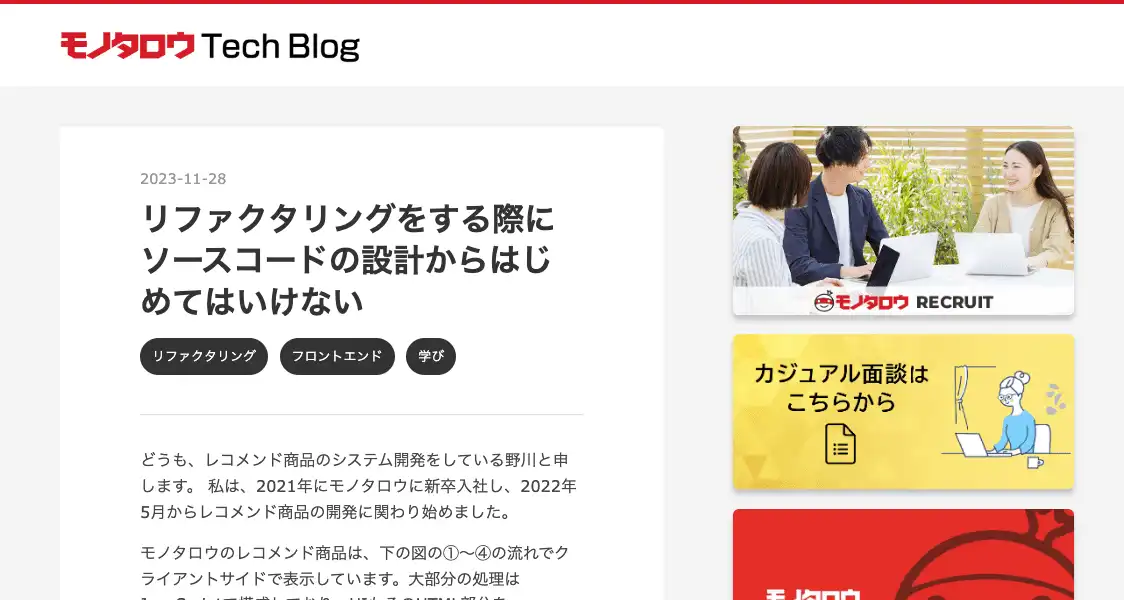 モノタロウ Tech Blog
2023-11-28
リファクタリングをする際に
ソースコードの設計からはじ
めてはいけない
リファクタリング フロントエンド 学び
どうも、レコメンド商品のシステム開発をしている野川と申
します。 私は、2021年にモノタロウに新卒入社し、2022年
5月からレコメンド商品の開発に関わり始めました。
モノタロウのレコメンド商品は、下の図の①〜④の流れでク
ライアントサイドで表示しています。大部分の処理は
モノタロウ RECRUIT
カジュアル面談は
こちらから